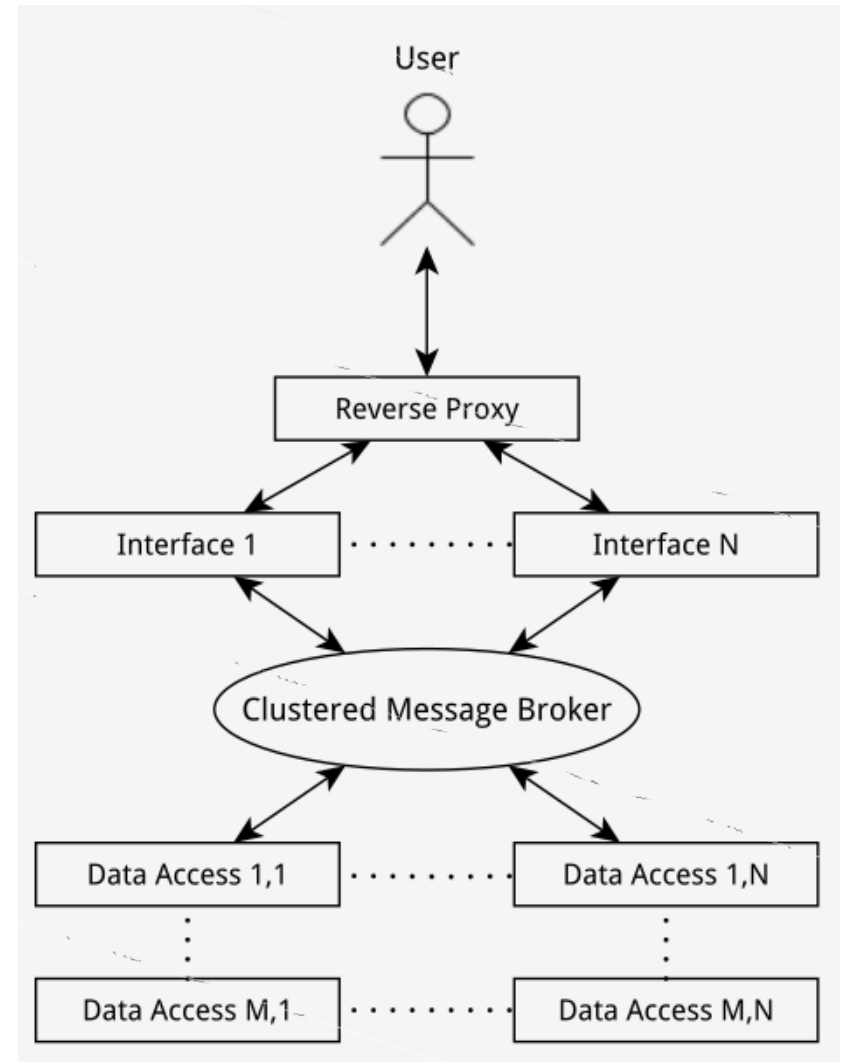 User
Reverse Proxy
Interface 1
Interface N
Clustered Message Broker
Data Access 1,1
Data Access 1,N
Data Access M,1
Data Access M,N